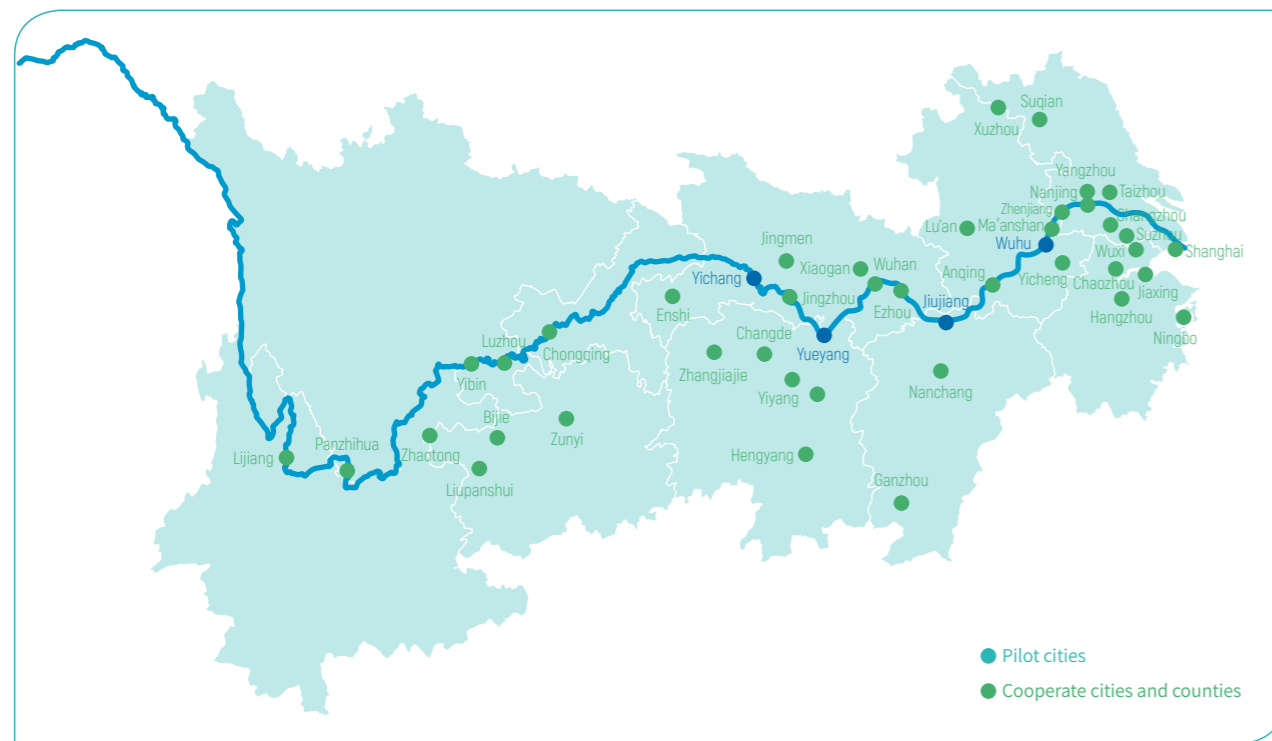 Suqian
Xuzhou
Yangzhou
Nanjing
Taizhou
Zhenjiang
Changzhou
Lu'an
Ma'anshan
Suzhou
Wuhu
Wuxi
Shanghai
Jingmen
Xiaogan
Wuhan
Anqing
Yicheng
Chaozhou
Jiaxing
Yichang
Jingzhou
Ezhou
Jiujiang
Hangzhou
Enshi
Ningbo
Luzhou
Chongqing
Changde
Yueyang
Zhangjiajie
Yibin
Yiyang
Nanchang
Bijie
Zunyi
Panzhihua
Zhaotong
Lijiang
Hengyang
Liupanshui
Ganzhou
Pilot cities
Cooperate cities and counties